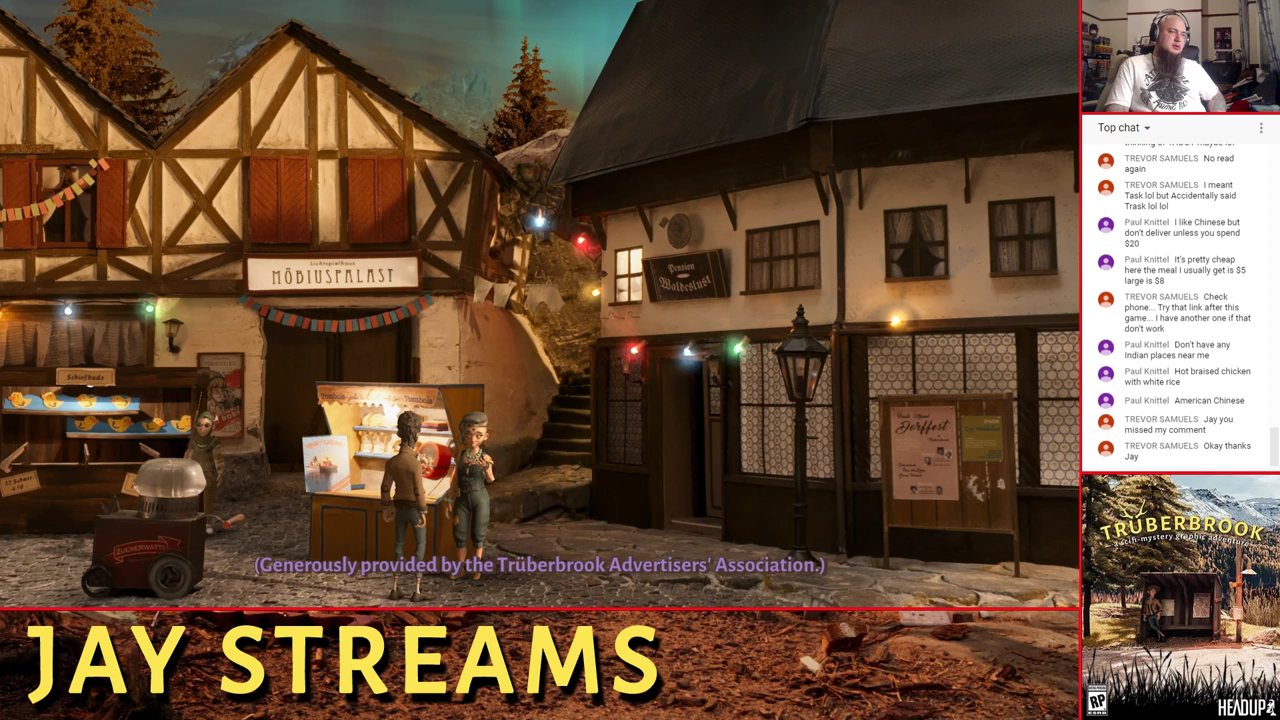 Lichtspielhaus
MÖBIUSPALAST
Pension
Waldeslust
Schießbude
Tombola
Dorffest
ZUCKERWATTE
(Generously provided by the Trüberbrook Advertisers' Association.)
JAY STREAMS
Top chat
TREVOR SAMUELS No read
again
TREVOR SAMUELS I meant
Task lol but Accidentally said
Trask lol lol
Paul Knittel I like Chinese but
don't deliver unless you spend
$20
Paul Knittel It's pretty cheap
here the meal I usually get is $5
large is $8
TREVOR SAMUELS Check
phone... Try that link after this
game... I have another one if that
don't work
Paul Knittel Don't have any
Indian places near me
Paul Knittel Hot braised chicken
with white rice
Paul Knittel American Chinese
TREVOR SAMUELS Jay you
missed my comment
TREVOR SAMUELS Okay thanks
Jay
TRÜBERBROOK
a sci-fi-mystery graphic adventure
RP
ESRB
HEADUP